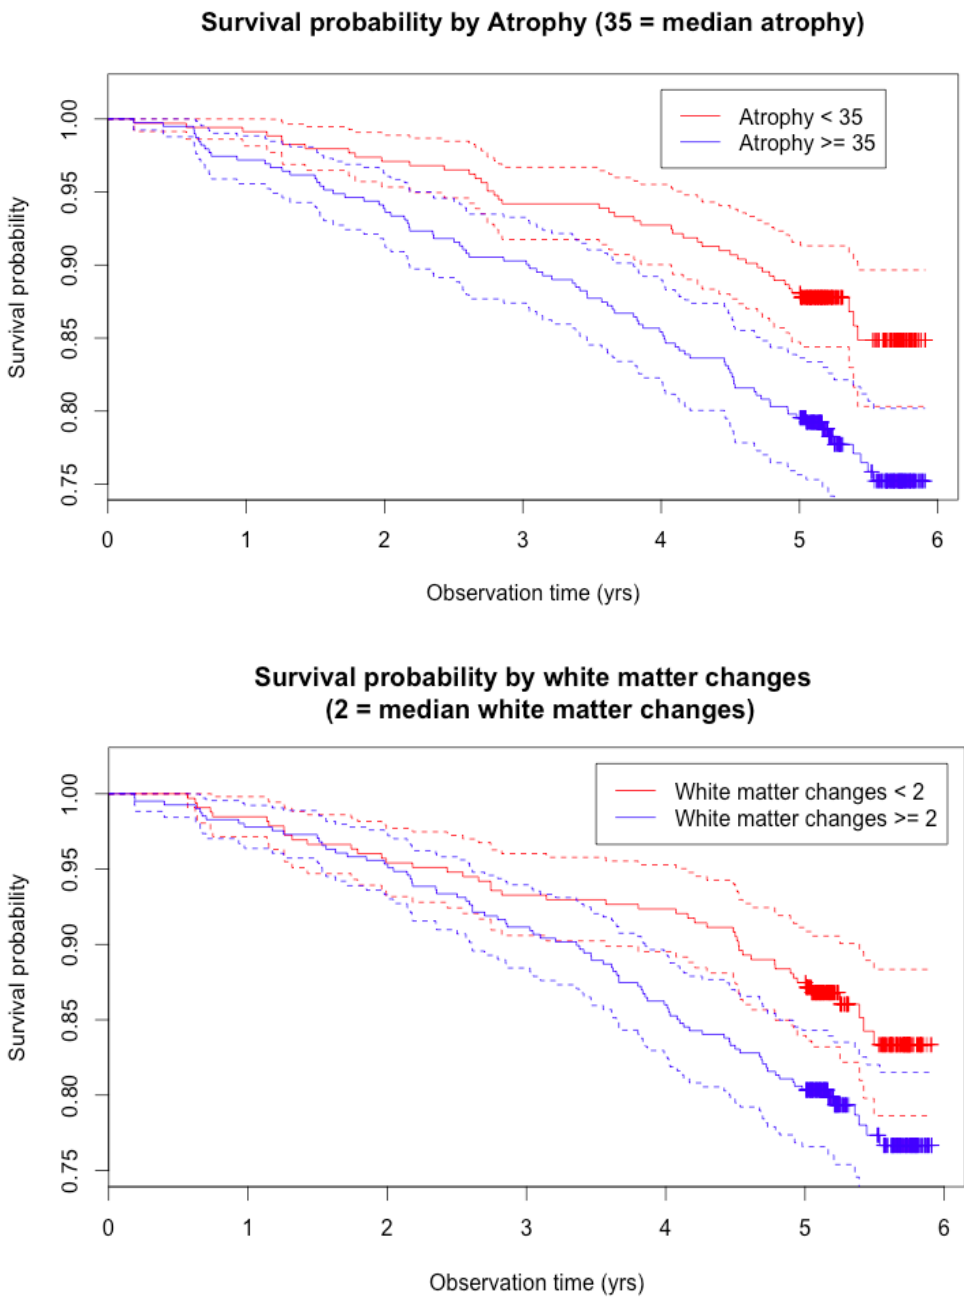 Survival probability by Atrophy (35 = median atrophy)
Survival probability
1.00
0.95
0.90
0.85
0.80
0.75
Atrophy < 35
Atrophy >= 35
0 1 2 3 4 5 6
Observation time (yrs)
Survival probability by white matter changes
(2 = median white matter changes)
Survival probability
1.00
0.95
0.90
0.85
0.80
0.75
White matter changes < 2
White matter changes >= 2
0 1 2 3 4 5 6
Observation time (yrs)